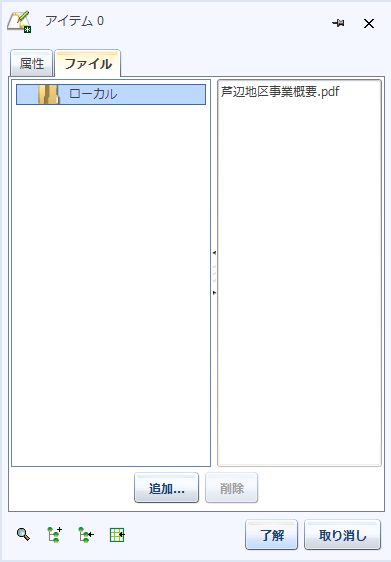 アイテム 0
属性
ファイル
ローカル
芦辺地区事業概要.pdf
追加...
削除
了解
取り消し